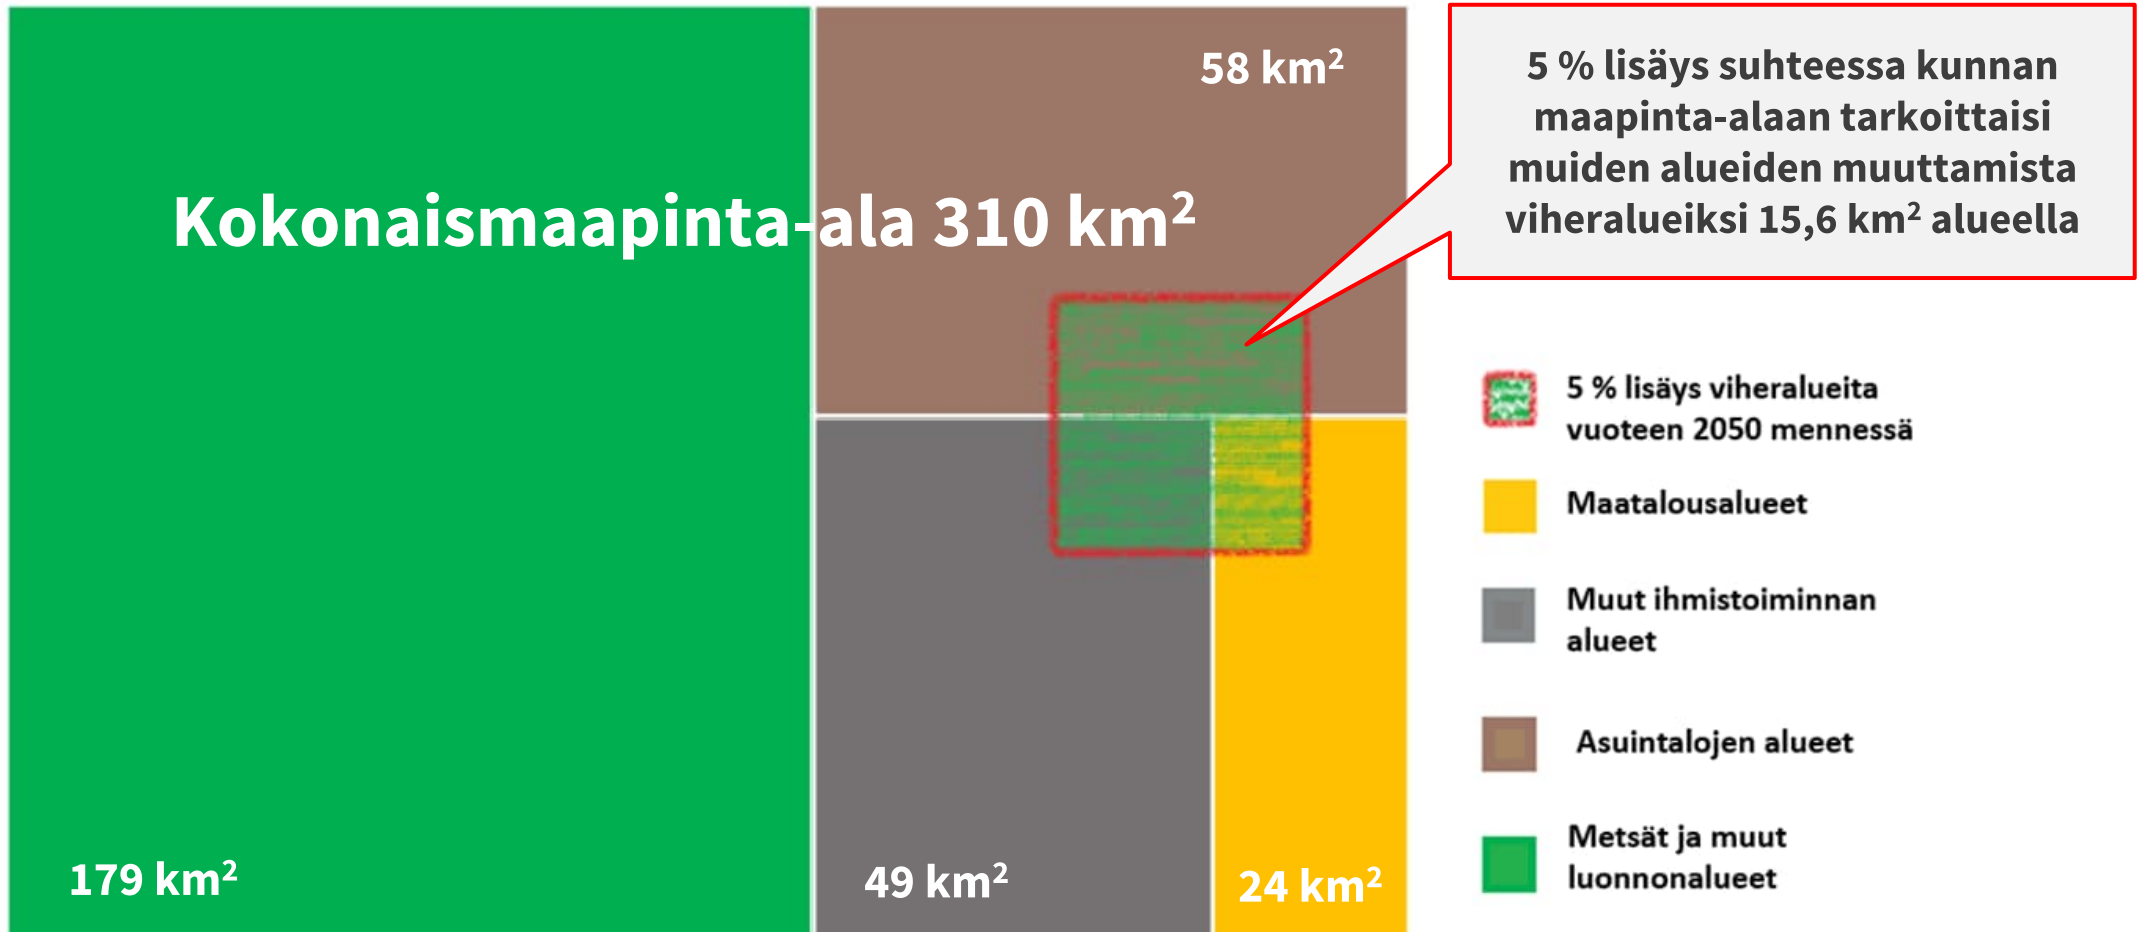 58 km²
Kokonaismaapinta-ala 310 km²
179 km²
49 km²
24 km²
5 % lisäys suhteessa kunnan
maapinta-alaan tarkoittaisi
muiden alueiden muuttamista
viheralueiksi 15,6 km² alueella
5 % lisäys viheralueita
vuoteen 2050 mennessä
Maatalousalueet
Muut ihmistoiminnan
alueet
Asuintalojen alueet
Metsät ja muut
luonnonalueet